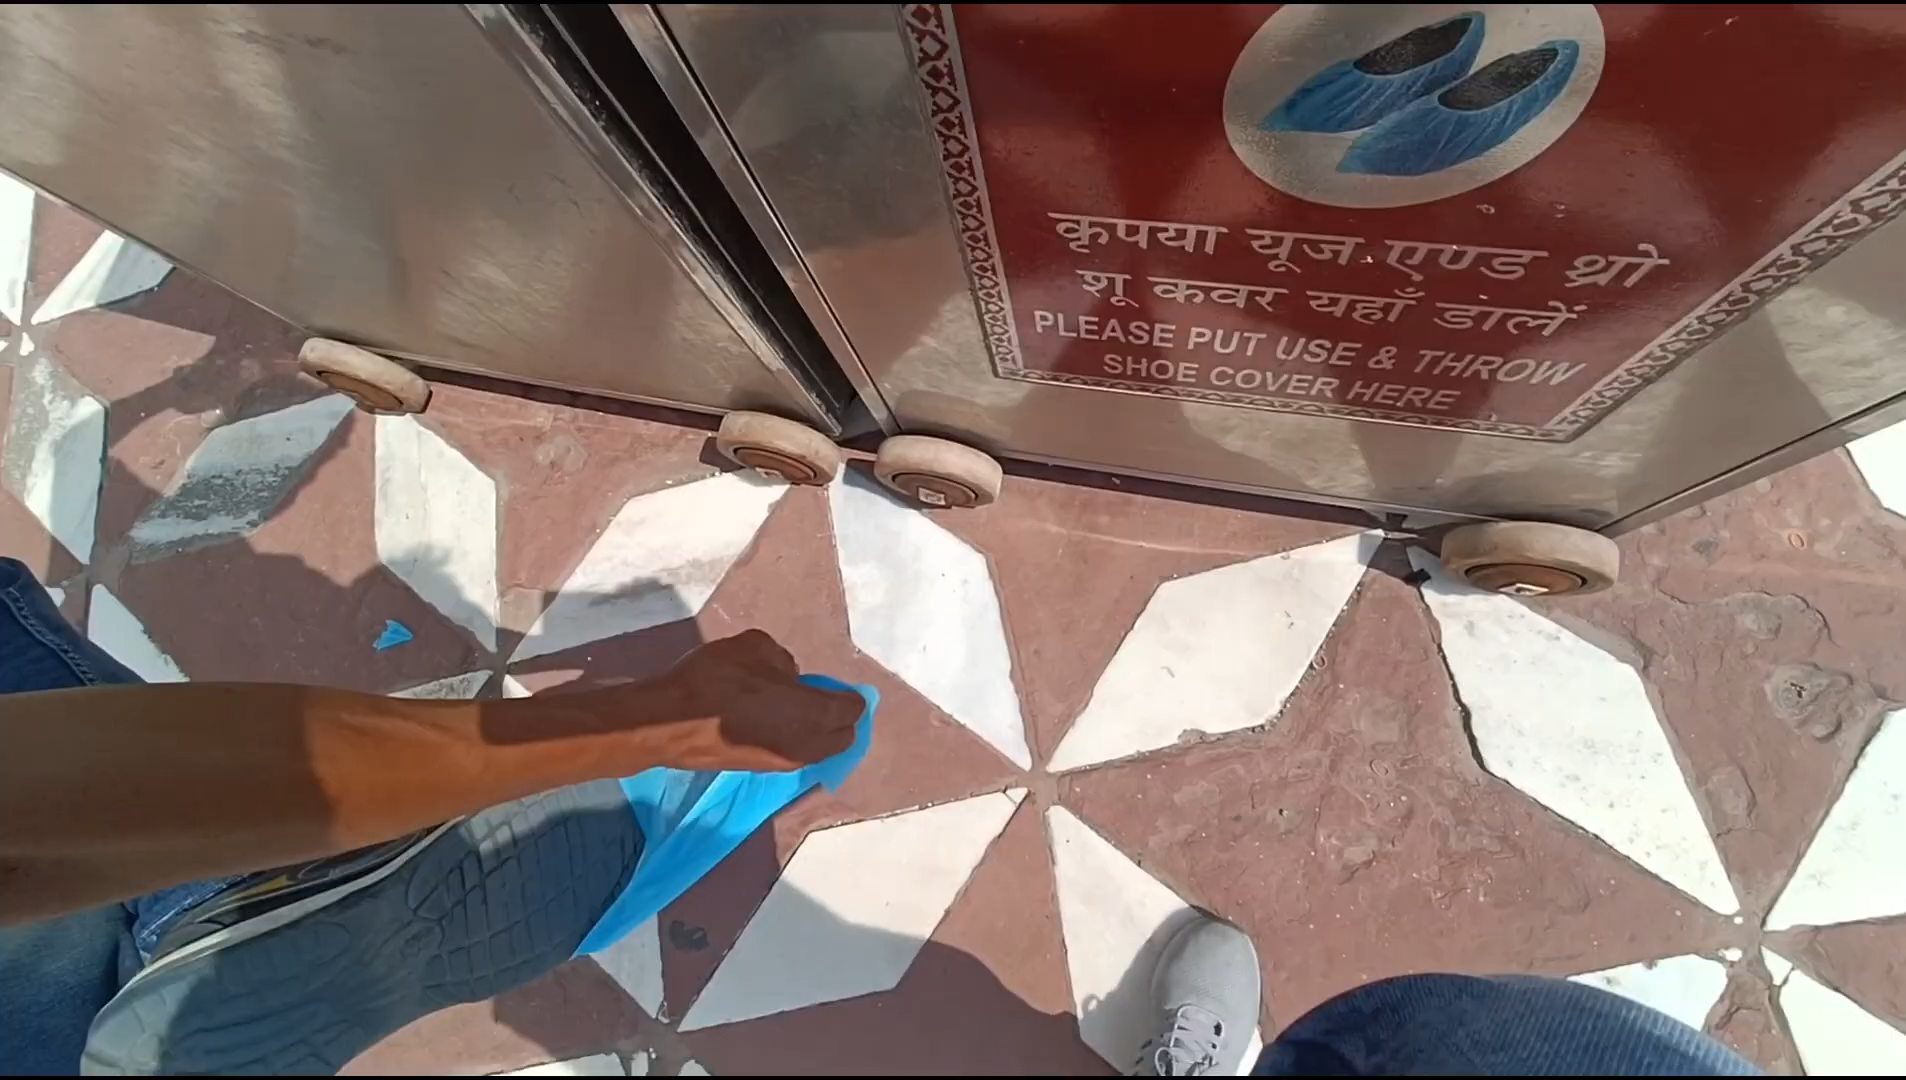 कृपया यूज एण्ड थ्रो
शू कवर यहाँ डालें
PLEASE PUT USE & THROW
SHOE COVER HERE